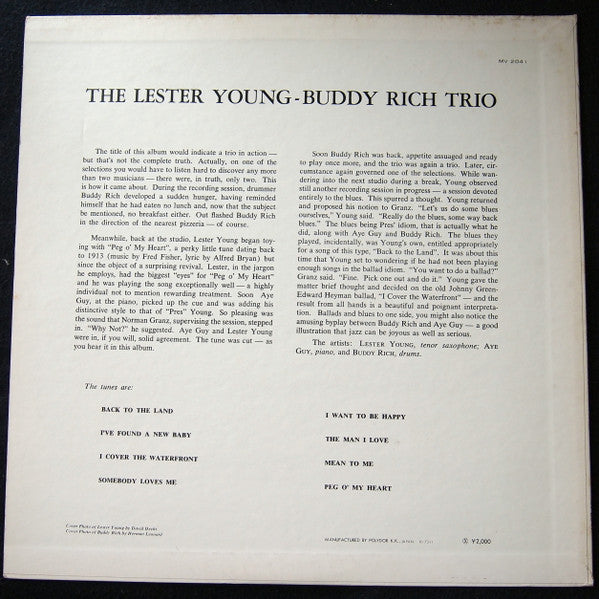 MV 2041
THE LESTER YOUNG-BUDDY RICH TRIO
The title of this album would indicate a trio in action —
but that's not the complete truth. Actually, on one of the
selections you would have to listen hard to discover any more
than two musicians — there were, in truth, only two. This
is how it came about. During the recording session, drummer
Buddy Rich developed a sudden hunger, having reminded
himself that he had eaten no lunch and, now that the subject
be mentioned, no breakfast either. Out flashed Buddy Rich
in the direction of the nearest pizzeria — of course.
Meanwhile, back at the studio, Lester Young began toy-
ing with "Peg o' My Heart", a perky little tune dating back
to 1913 (music by Fred Fisher, lyric by Alfred Bryan) but
since the object of a surprising revival. Lester, in the jargon
he employs, had the biggest "eyes" for "Peg o' My Heart"
and he was playing the song exceptionally well — a highly
individual not to mention rewarding treatment. Soon Aye
Guy, at the piano, picked up the cue and was adding his
distinctive style to that of "Pres" Young. So pleasing was
the sound that Norman Granz, supervising the session, stepped
in. "Why Not?" he suggested. Aye Guy and Lester Young
were in, if you will, solid agreement. The tune was cut — as
you hear it in this album.
Soon Buddy Rich was back, appetite assuaged and ready
to play once more, and the trio was again a trio. Later, cir-
cumstance again governed one of the selections. While wan-
dering into the next studio during a break, Young observed
still another recording session in progress — a session devoted
entirely to the blues. This spurred a thought. Young returned
and proposed his notion to Granz. "Let's us do some blues
ourselves," Young said. "Really do the blues, some way back
blues." The blues being Pres' idiom, that is actually what he
did, along with Aye Guy and Buddy Rich. The blues they
played, incidentally, was Young's own, entitled appropriately
for a song of this type, "Back to the Land". It was about this
time that Young set to wondering if he had not been playing
enough songs in the ballad idiom. "You want to do a ballad?"
Granz said. "Fine. Pick one out and do it." Young gave the
matter brief thought and decided on the old Johnny Green-
Edward Heyman ballad, "I Cover the Waterfront" — and the
result from all hands is a beautiful and poignant interpreta-
tion. Ballads and blues to one side, you might also notice the
amusing byplay between Buddy Rich and Aye Guy — a good
illustration that jazz can be joyous as well as serious.
The artists: LESTER YOUNG, tenor saxophone; AYE
GUY, piano, and BUDDY RICH, drums.
The tunes are:
BACK TO THE LAND
I'VE FOUND A NEW BABY
I COVER THE WATERFRONT
SOMEBODY LOVES ME
I WANT TO BE HAPPY
THE MAN I LOVE
MEAN TO ME
PEG O' MY HEART
Cover Photo of Lester Young by
Cover Photo of Buddy Rich by Herman Leonard
MANUFACTURED BY POLYDOR K.K., JAPAN
Ⓢ ¥2,000